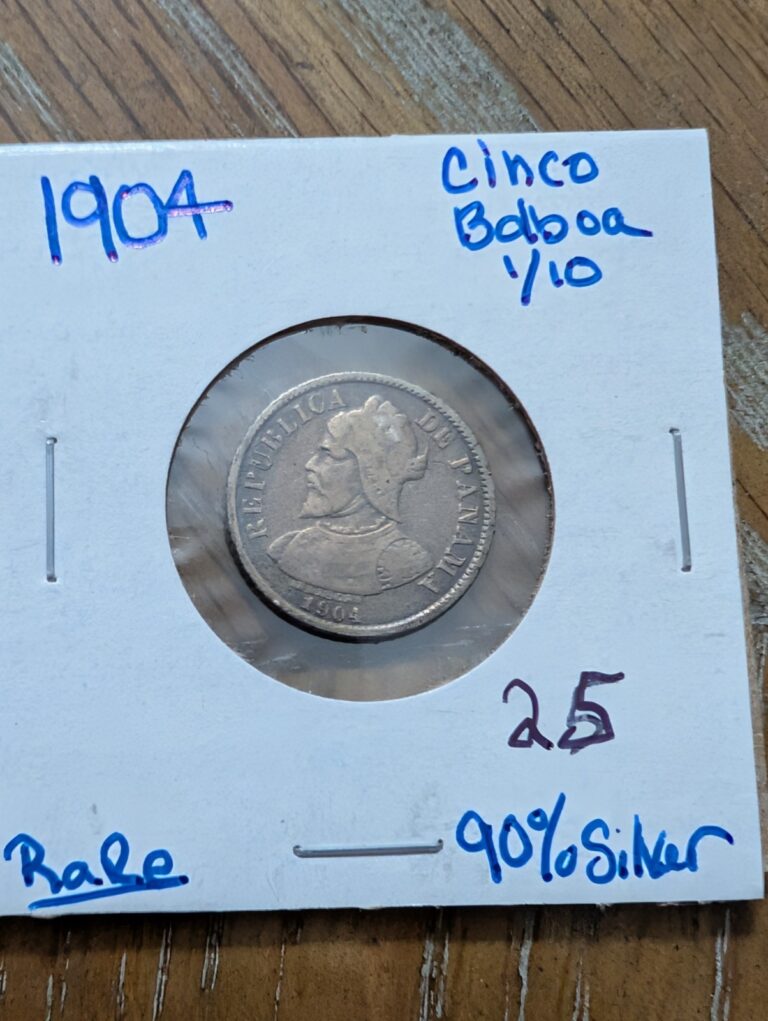 1904
Cinco
Balboa
1/10
REPUBLICA DE PANAMA
1904
25
Rare
90% Silver